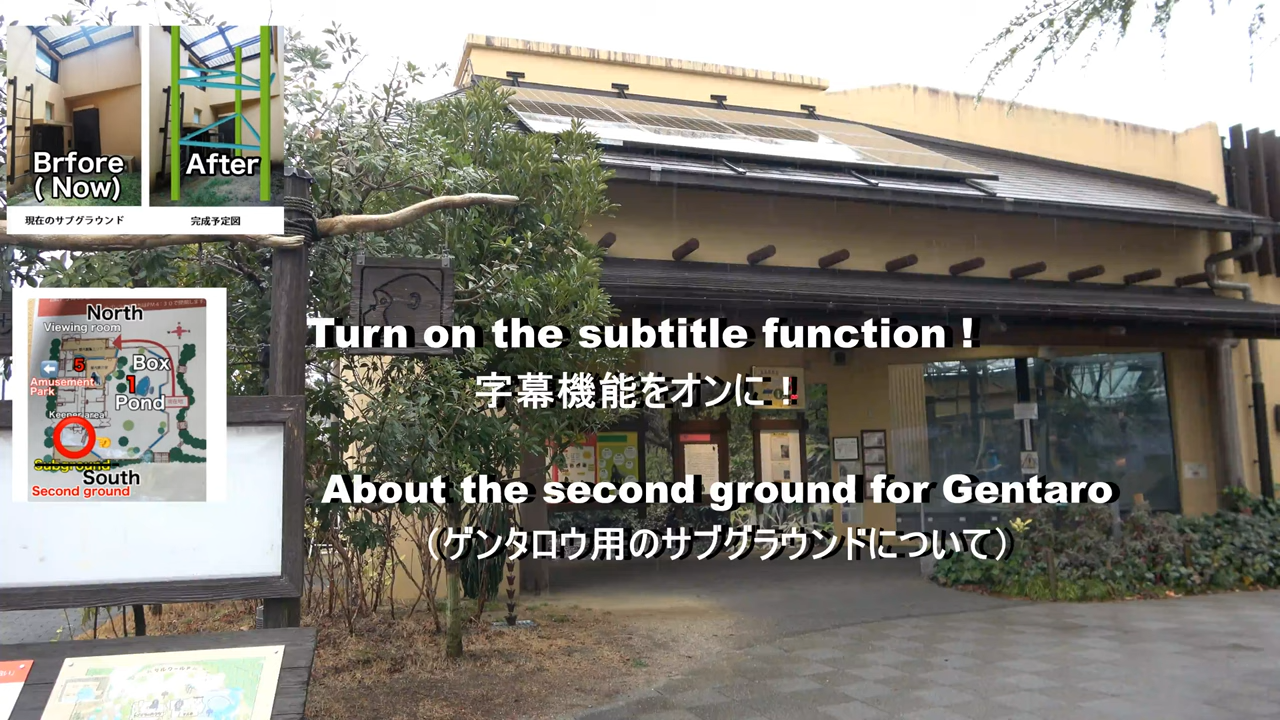 Brfore
( Now)
After
現在のサブグラウンド
完成予定図
North
Viewing room
5
Box
1
Amusement
Park
Pond
Keeper area
Subground
South
Second ground
Turn on the subtitle function !
字幕機能をオンに！
About the second ground for Gentaro
（ゲンタロウ用のサブグラウンドについて）